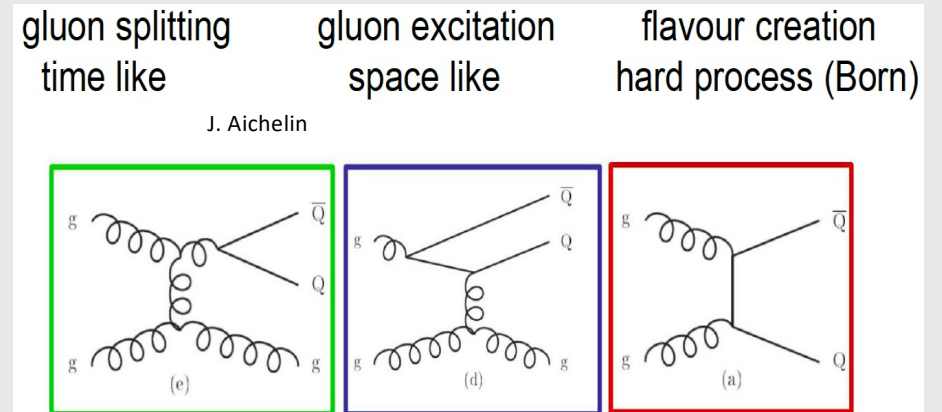 gluon splitting
time like
gluon excitation
space like
flavour creation
hard process (Born)
J. Aichelin
g
Q̅
Q
g
g
(e)
g
Q̅
Q
g
g
(d)
g
Q̅
g
Q
(a)